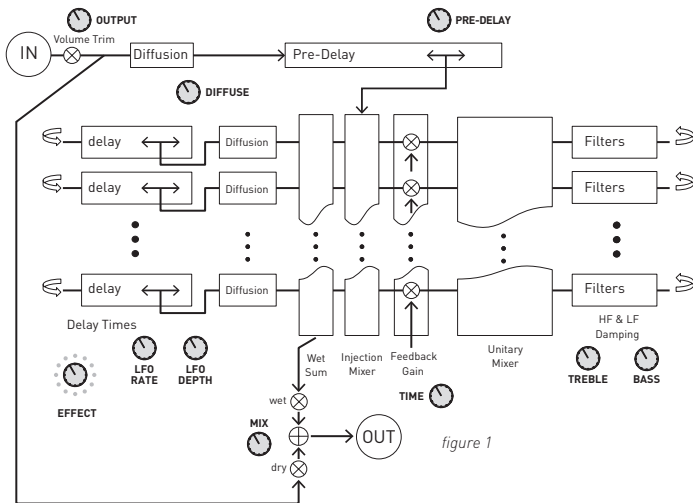 OUTPUT
PRE-DELAY
IN
Volume Trim
Diffusion
Pre-Delay
DIFFUSE
delay
Diffusion
Filters
delay
Diffusion
Filters
delay
Diffusion
Filters
Delay Times
LFO
RATE
LFO
DEPTH
EFFECT
Wet
Sum
Injection
Mixer
Feedback
Gain
Unitary
Mixer
HF & LF
Damping
TREBLE
BASS
TIME
wet
MIX
OUT
figure 1
dry